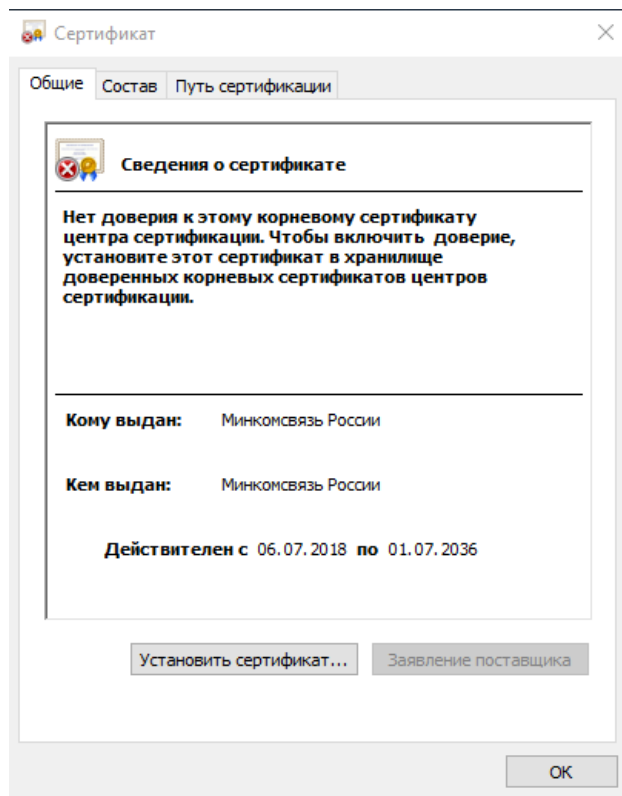 Сертификат
Общие Состав Путь сертификации
Сведения о сертификате
Нет доверия к этому корневому сертификату
центра сертификации. Чтобы включить доверие,
установите этот сертификат в хранилище
доверенных корневых сертификатов центров
сертификации.
Кому выдан: Минкомсвязь России
Кем выдан: Минкомсвязь России
Действителен с 06.07.2018 по 01.07.2036
Установить сертификат... Заявление поставщика
ОК